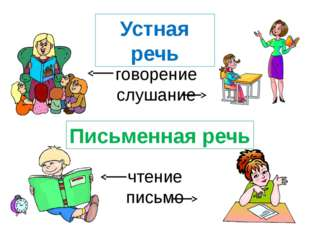 Устная
речь
говорение
слушание
Письменная речь
чтение
письмо